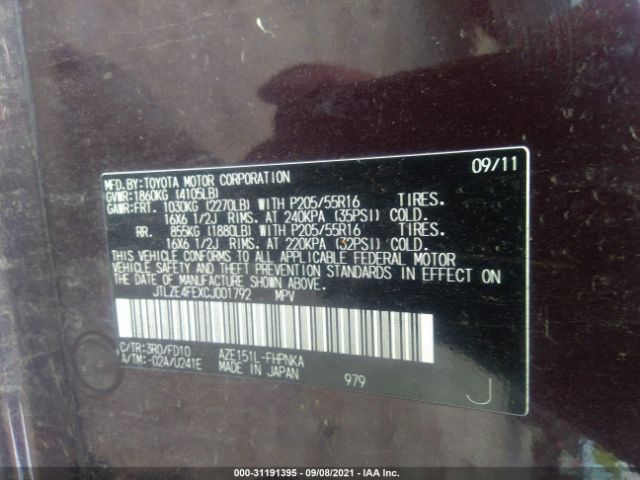 09/11
MFD.BY:TOYOTA MOTOR CORPORATION
GVWR:1860KG (4105LB)
GAWR:FRT. 1030KG (2270LB) WITH P205/55R16 TIRES.
16X6 1/2J RIMS. AT 240KPA (35PSI) COLD.
RR. 855KG (1880LB) WITH P205/55R16 TIRES.
16X6 1/2J RIMS. AT 220KPA (32PSI) COLD.
THIS VEHICLE CONFORMS TO ALL APPLICABLE FEDERAL MOTOR
VEHICLE SAFETY AND THEFT PREVENTION STANDARDS IN EFFECT ON
THE DATE OF MANUFACTURE SHOWN ABOVE.
JTLZE4FEXCJ001792 MPV
C/TR:3R0/FD10 AZE151L-FHPNKA
A/TM:-02A/U241E MADE IN JAPAN 979
J
000-31191395 - 09/08/2021 - IAA Inc.